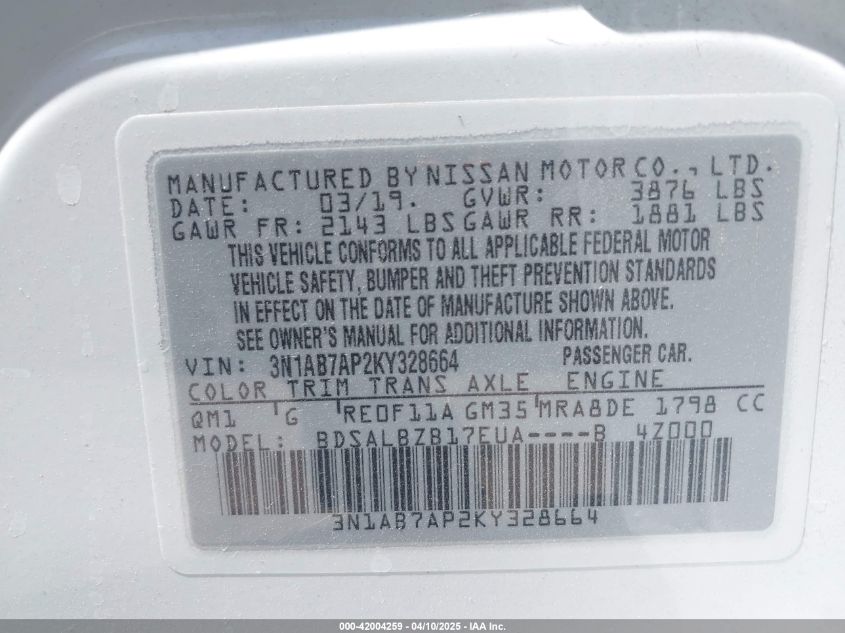 MANUFACTURED BY NISSAN MOTOR CO., LTD.
DATE: 03/19. GVWR: 3876 LBS
GAWR FR: 2143 LBS GAWR RR: 1881 LBS
THIS VEHICLE CONFORMS TO ALL APPLICABLE FEDERAL MOTOR
VEHICLE SAFETY, BUMPER AND THEFT PREVENTION STANDARDS
IN EFFECT ON THE DATE OF MANUFACTURE SHOWN ABOVE.
SEE OWNER'S MANUAL FOR ADDITIONAL INFORMATION.
VIN: 3N1AB7AP2KY328664 PASSENGER CAR.
COLOR TRIM TRANS AXLE ENGINE
QM1 G RE0F11A GM35 MRA8DE 1798 CC
MODEL: BDSALBZB17EUA----B 4Z000
3N1AB7AP2KY328664
000-42004259 - 04/10/2025 - IAA Inc.